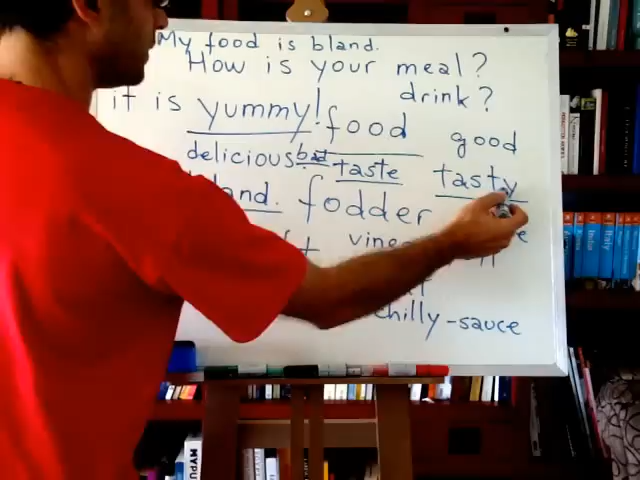 My food is bland.
How is your meal?
drink?
it is yummy! food
good
delicious bad taste
tasty
fodder
chilly-sauce